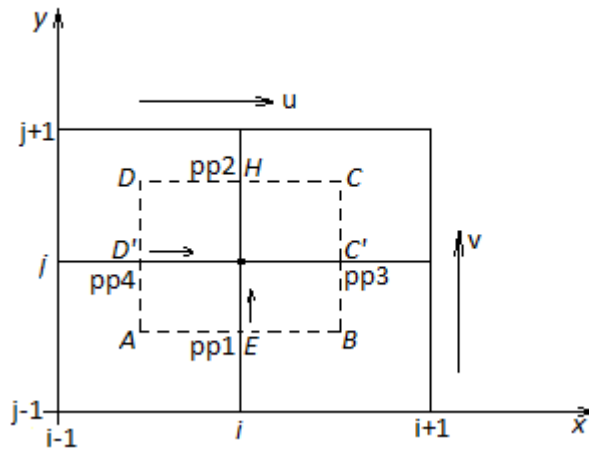 y
u
j+1
D pp2 H C
v
j D' C'
pp4 pp3
A pp1 E B
j-1
i-1 i i+1 x